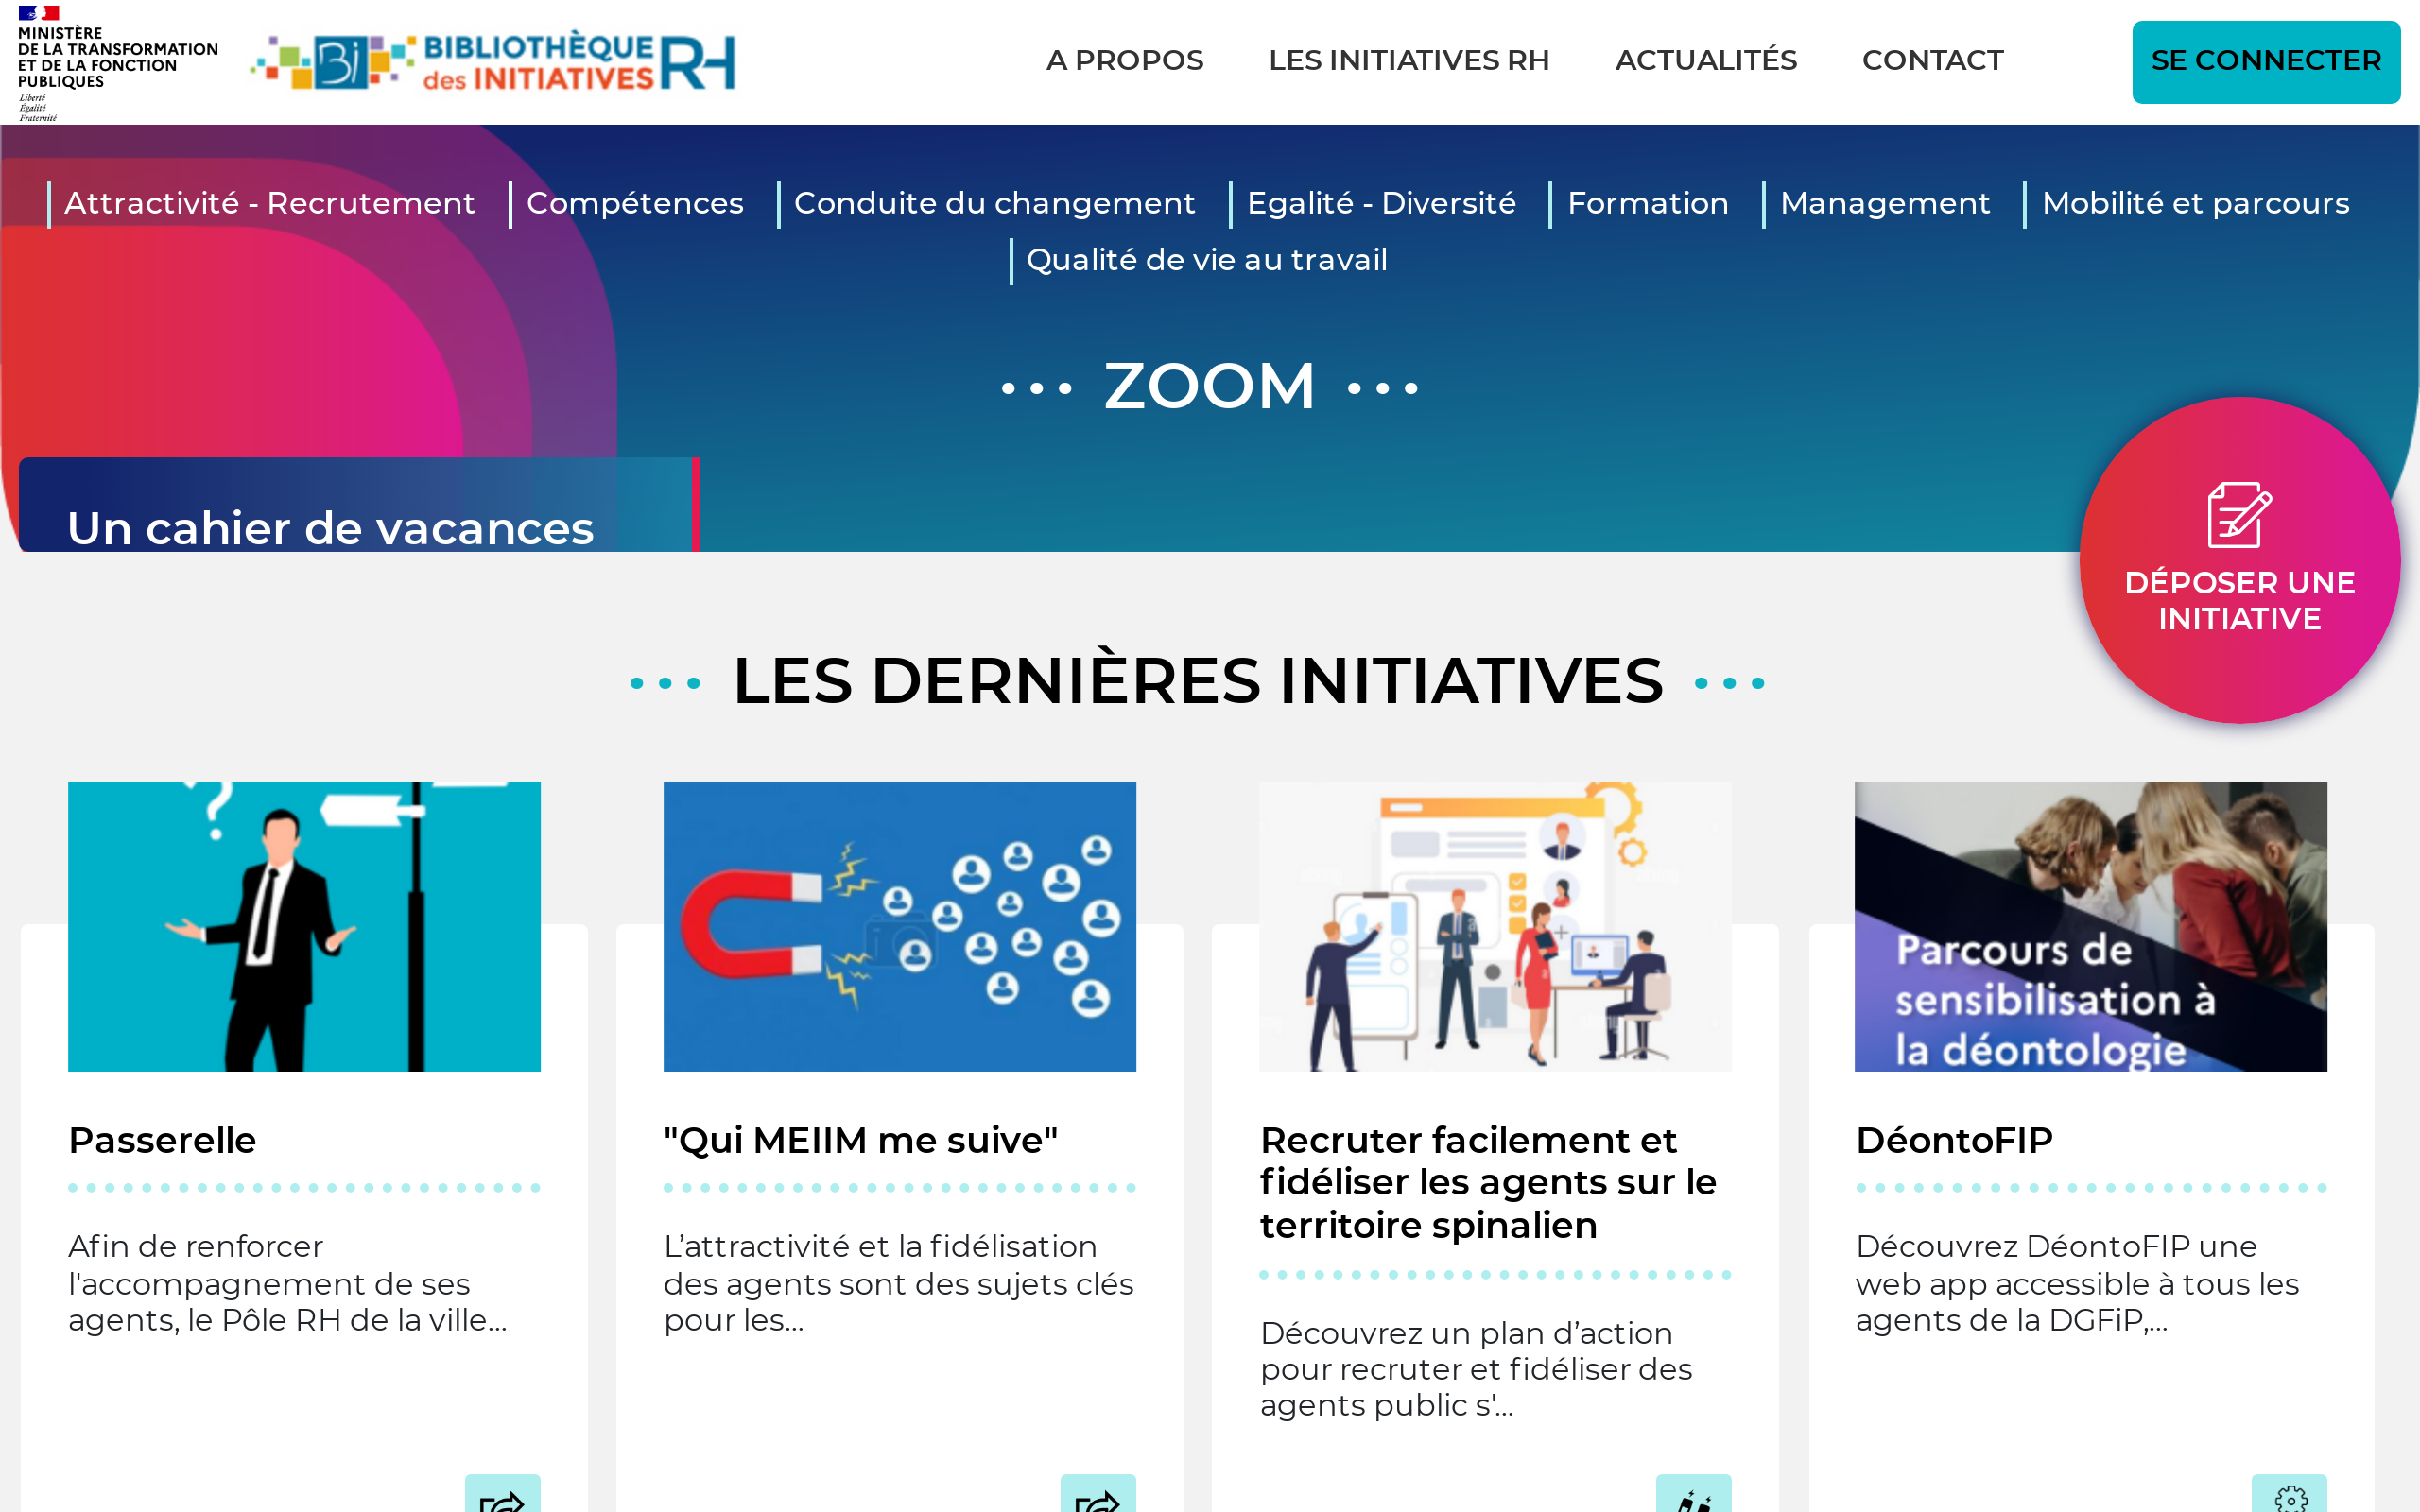 MINISTÈRE
DE LA TRANSFORMATION
ET DE LA FONCTION
PUBLIQUES
Liberté
Égalité
Fraternité
Bi BIBLIOTHÈQUE
des INITIATIVES RH
A PROPOS LES INITIATIVES RH ACTUALITÉS CONTACT SE CONNECTER
Attractivité - Recrutement Compétences Conduite du changement Egalité - Diversité Formation Management Mobilité et parcours
Qualité de vie au travail
ZOOM
Un cahier de vacances
DÉPOSER UNE
INITIATIVE
LES DERNIÈRES INITIATIVES
Parcours de
sensibilisation à
la déontologie
Passerelle
Afin de renforcer
l'accompagnement de ses
agents, le Pôle RH de la ville...
"Qui MEIIM me suive"
L’attractivité et la fidélisation
des agents sont des sujets clés
pour les...
Recruter facilement et
fidéliser les agents sur le
territoire spinalien
Découvrez un plan d’action
pour recruter et fidéliser des
agents public s'...
DéontoFIP
Découvrez DéontoFIP une
web app accessible à tous les
agents de la DGFiP,...